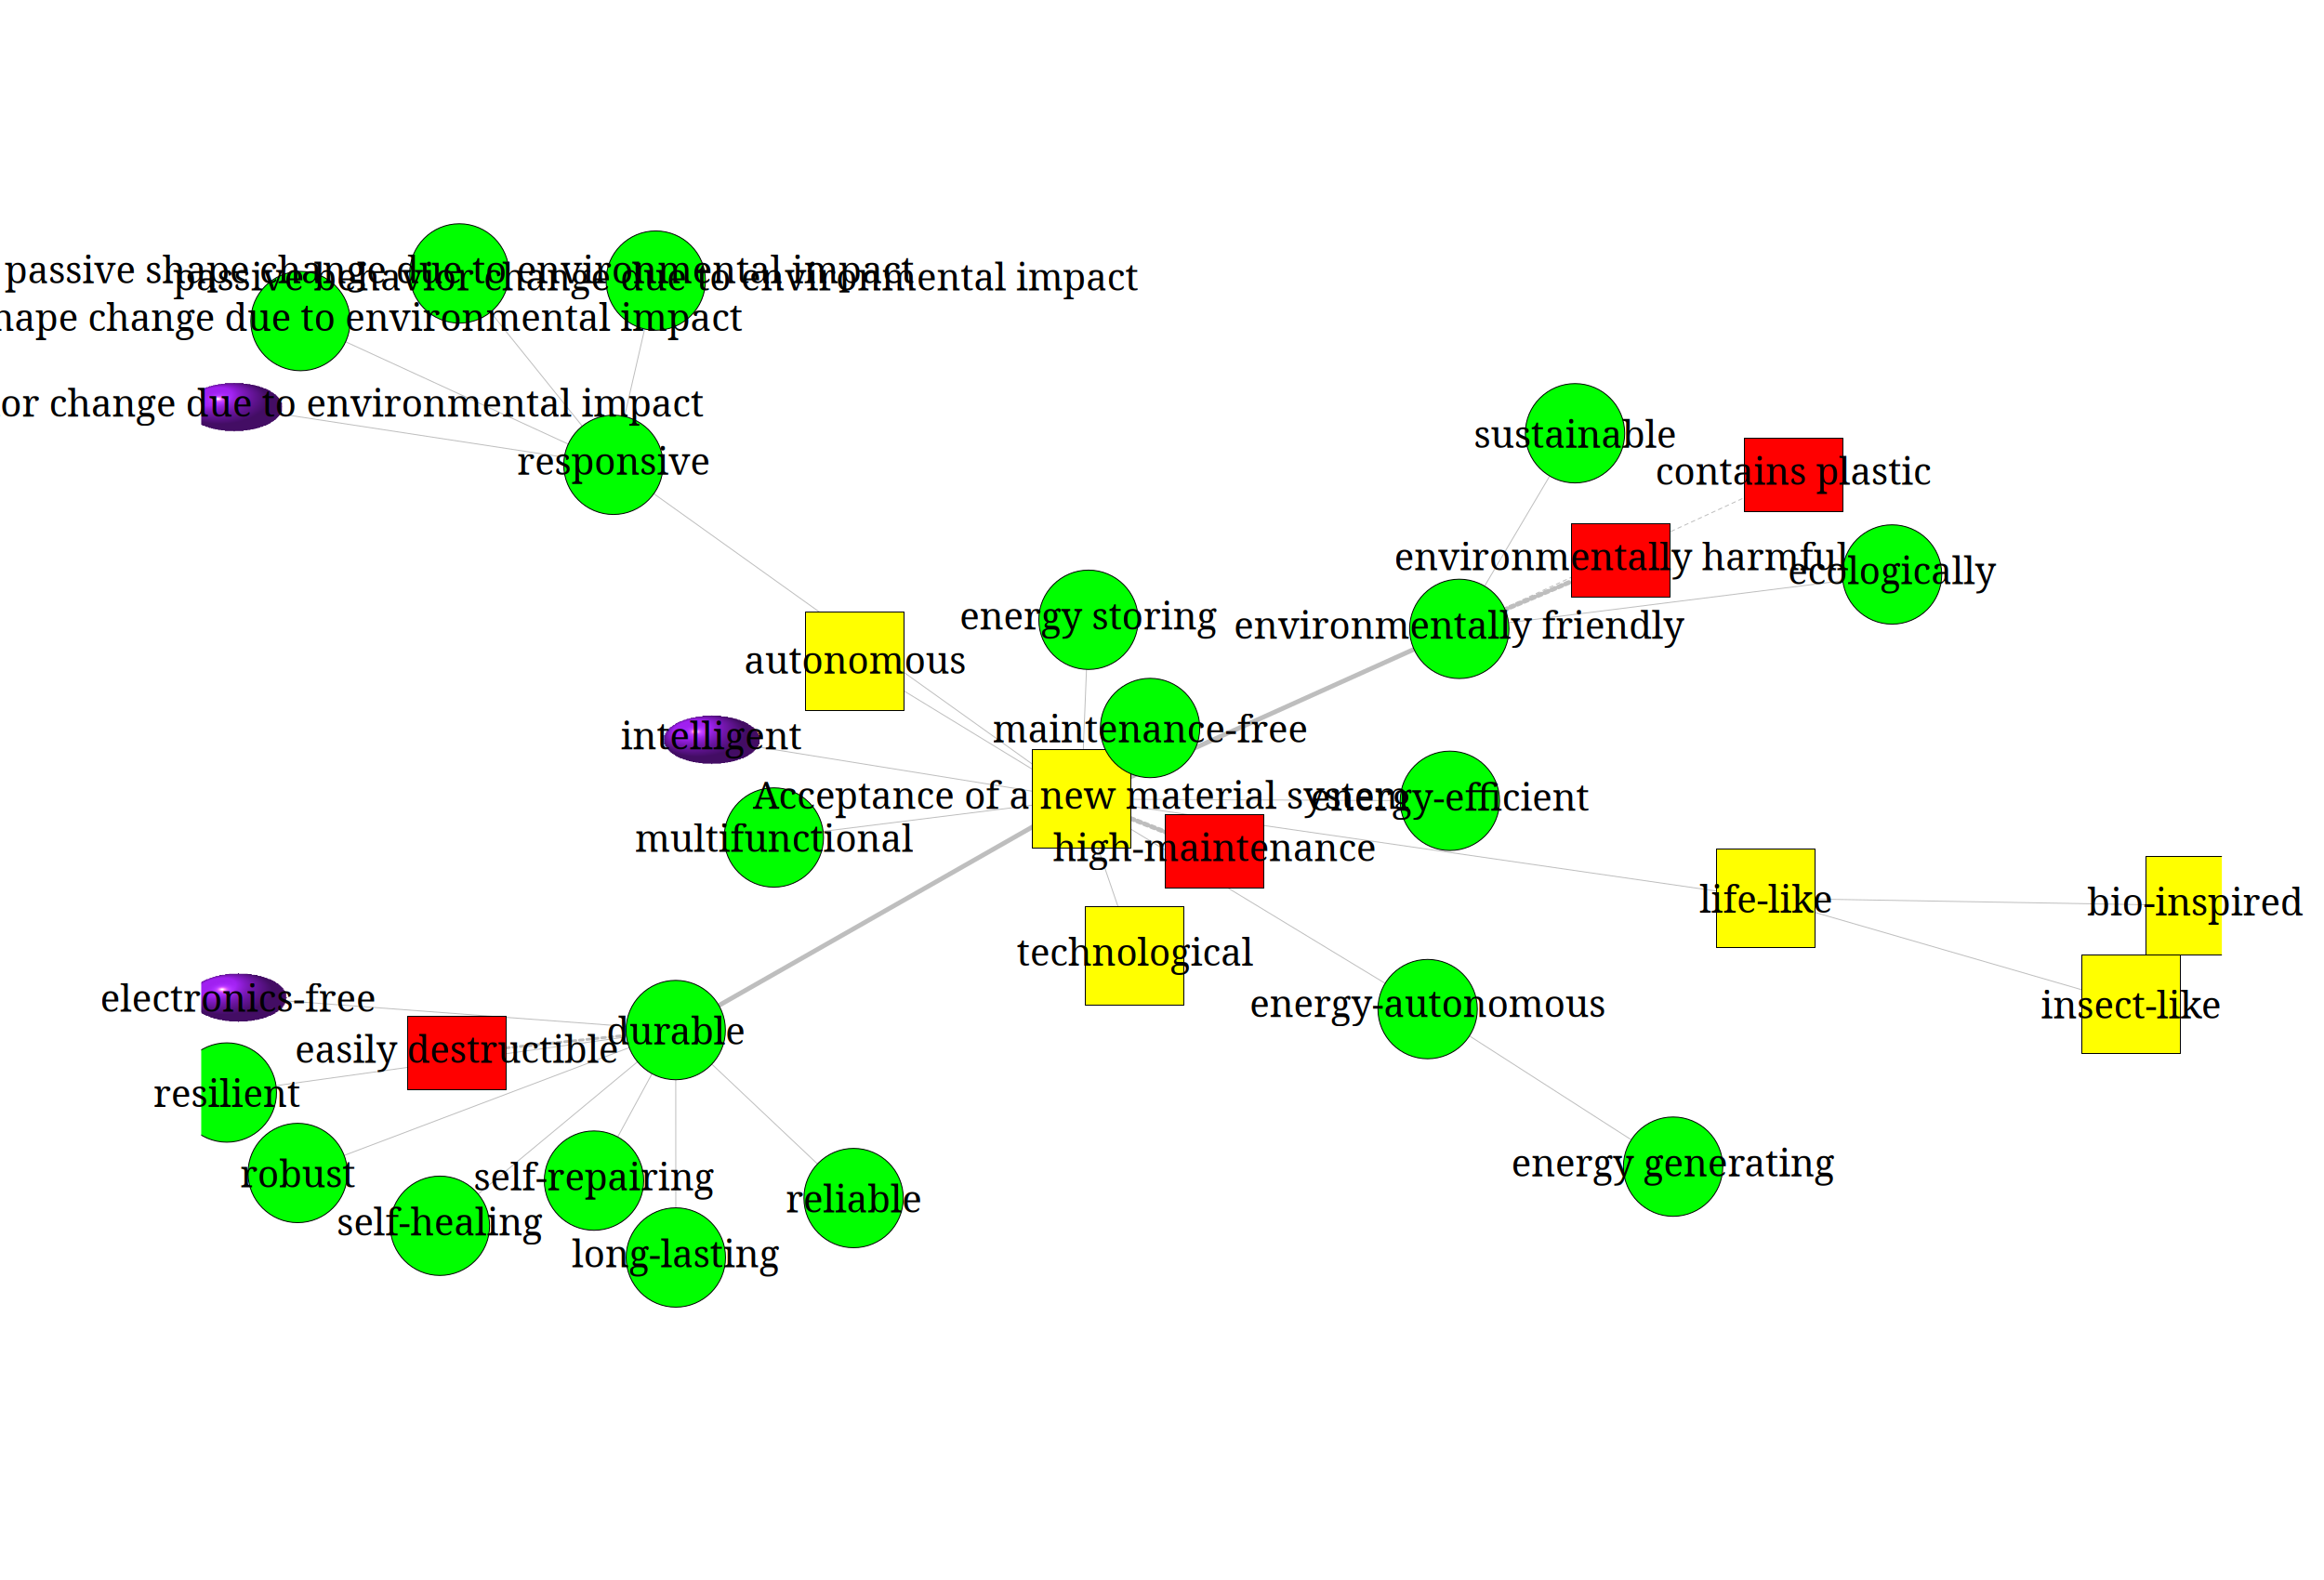 passive shape change due to environmental impact
passive behavior change due to environmental impact
hape change due to environmental impact
or change due to environmental impact
responsive
sustainable
contains plastic
environmentally harmful
ecologically
energy storing
environmentally friendly
autonomous
intelligent
maintenance-free
Acceptance of a new material system
energy-efficient
multifunctional
high-maintenance
life-like
bio-inspired
technological
electronics-free
energy-autonomous
insect-like
durable
easily destructible
resilient
robust
self-repairing
energy generating
reliable
self-healing
long-lasting